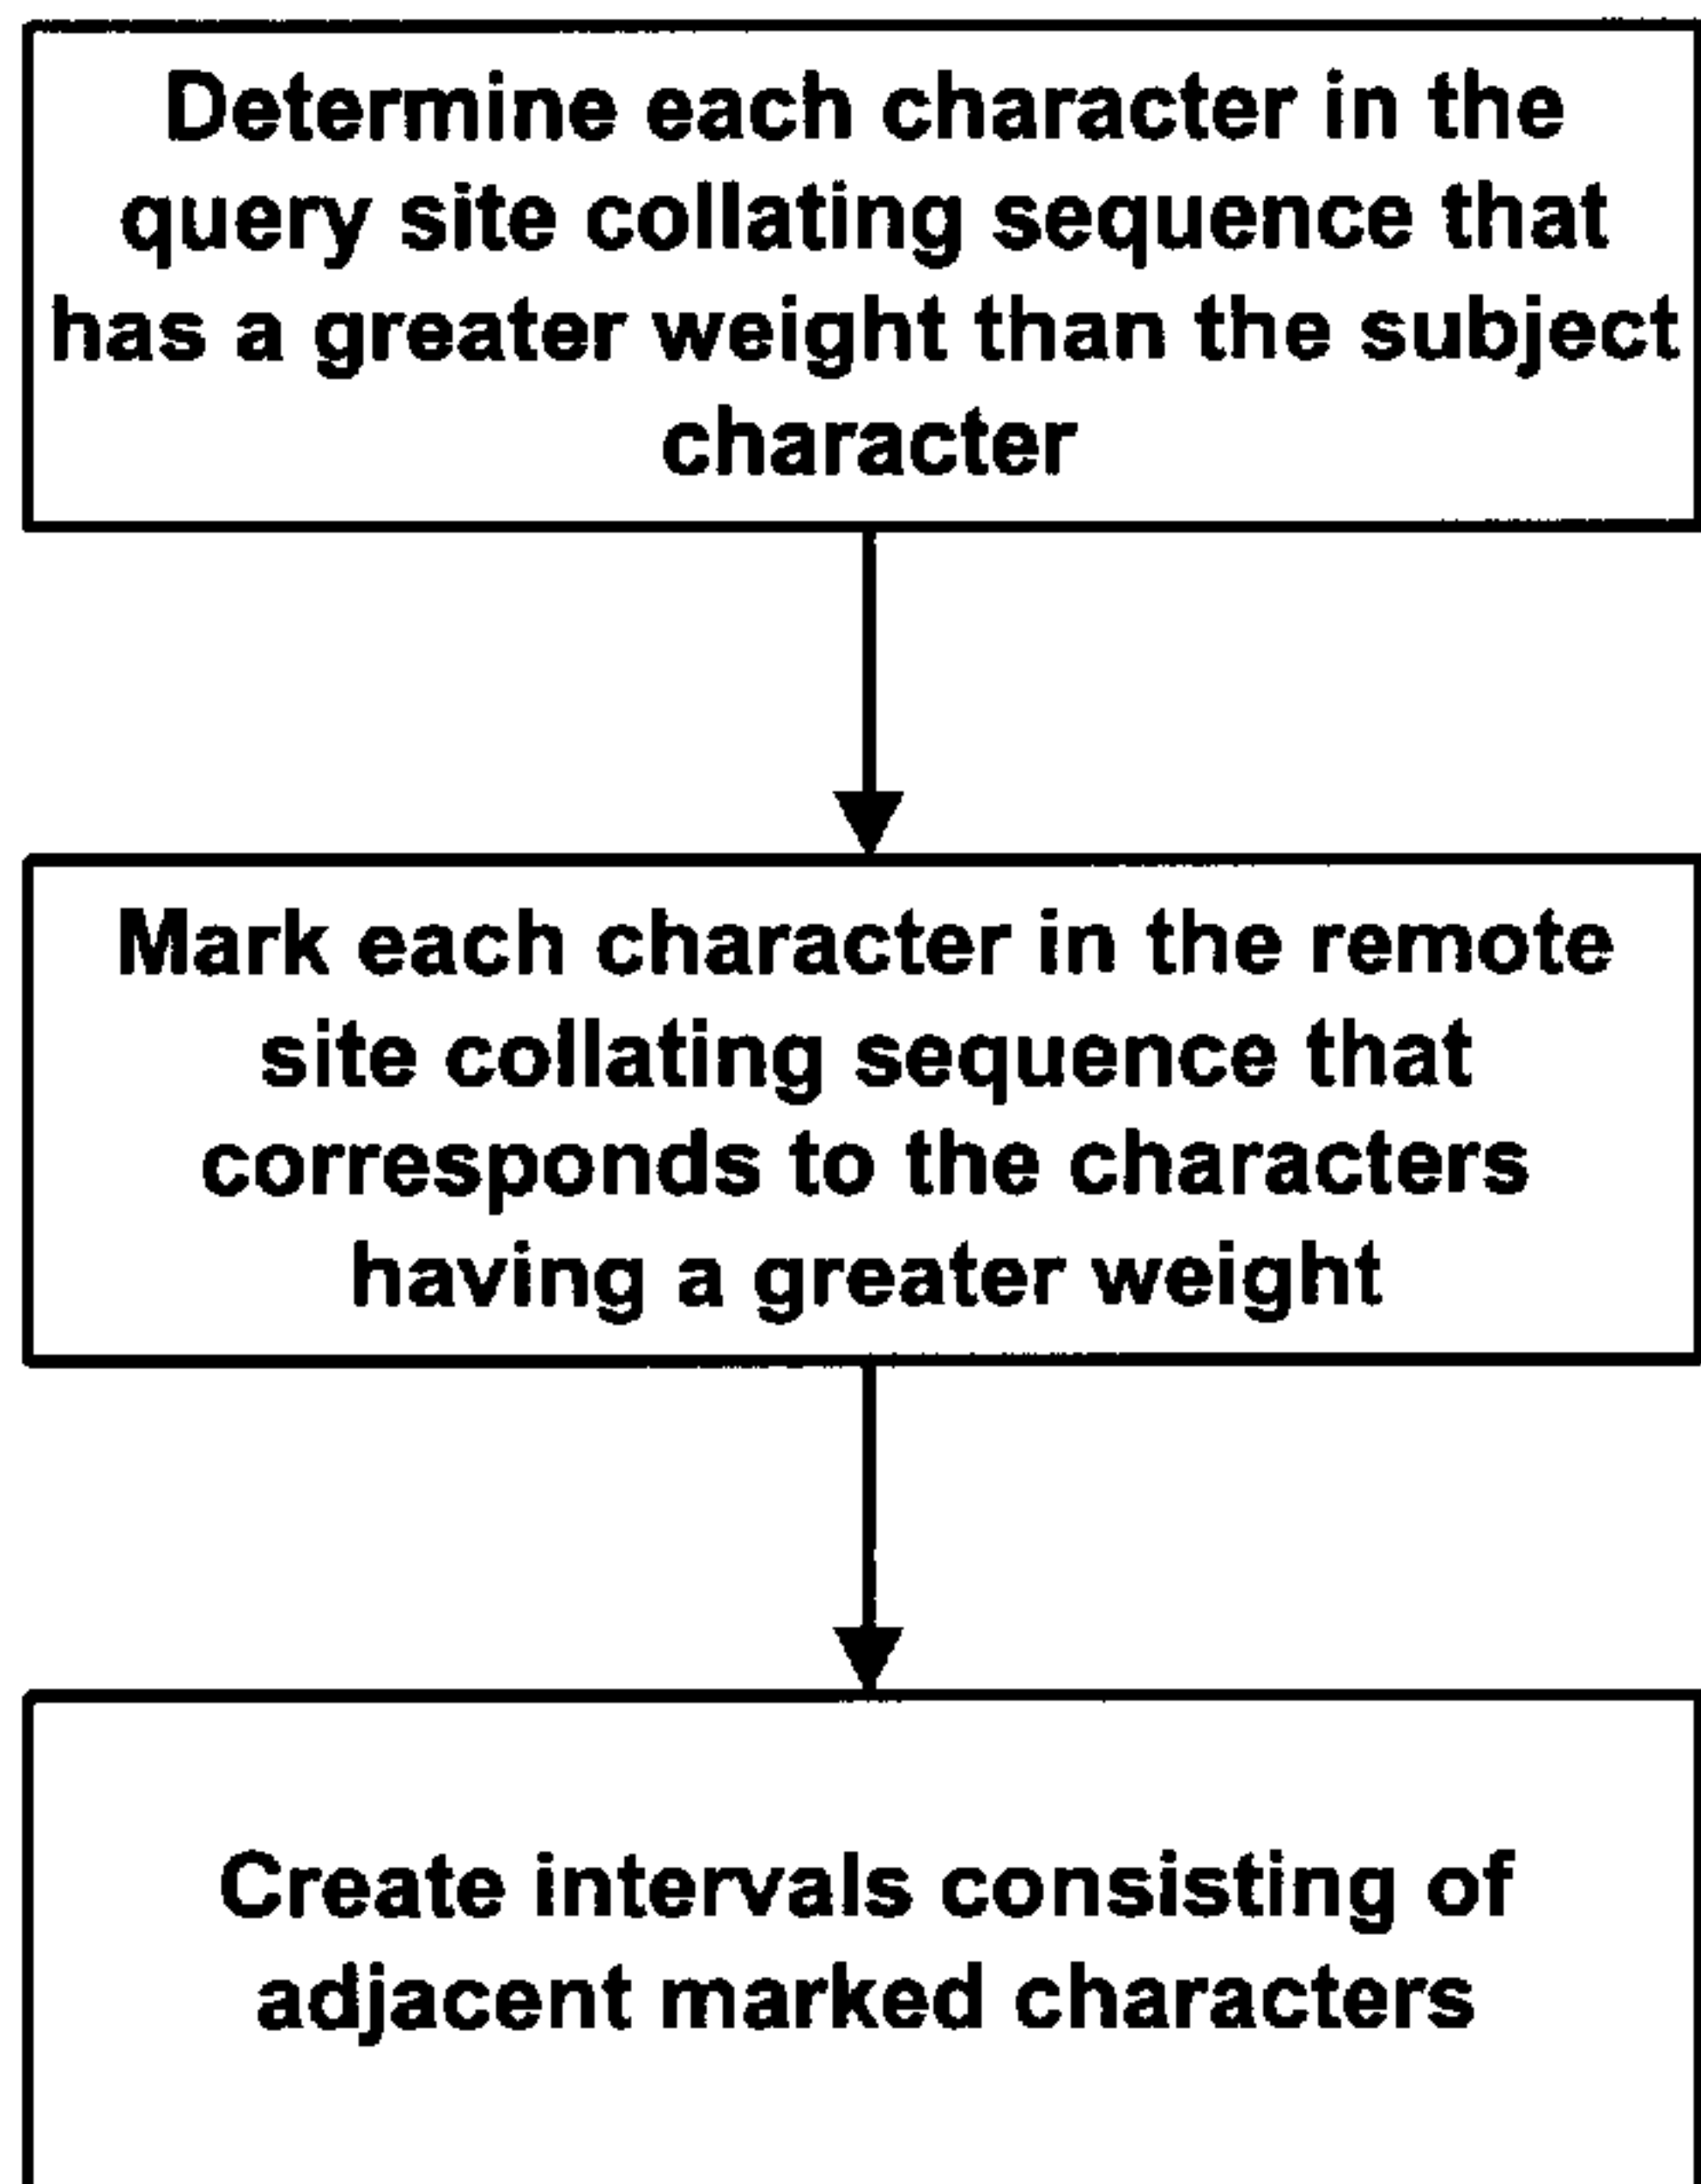 Determine each character in the
query site collating sequence that
has a greater weight than the subject
character
Mark each character in the remote
site collating sequence that
corresponds to the characters
having a greater weight
Create intervals consisting of
adjacent marked characters